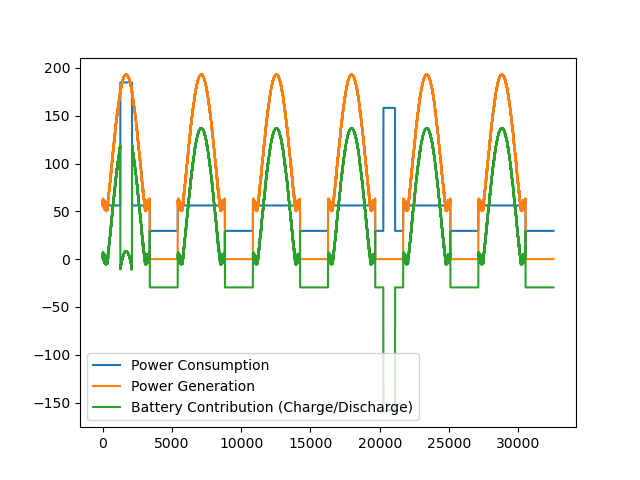 200
150
100
50
0
−50
−100
−150
Power Consumption
Power Generation
Battery Contribution (Charge/Discharge)
0 5000 10000 15000 20000 25000 30000